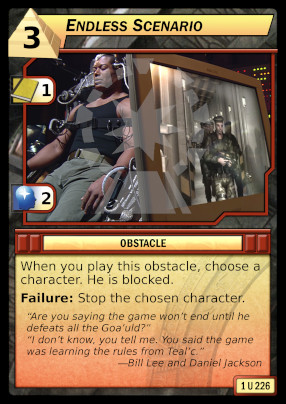 3
ENDLESS SCENARIO
1
2
OBSTACLE
When you play this obstacle, choose a
character. He is blocked.
Failure: Stop the chosen character.
"Are you saying the game won't end until he
defeats all the Goa'uld?"
"I don't know, you tell me. You said the game
was learning the rules from Teal'c."
—Bill Lee and Daniel Jackson
1 U 226